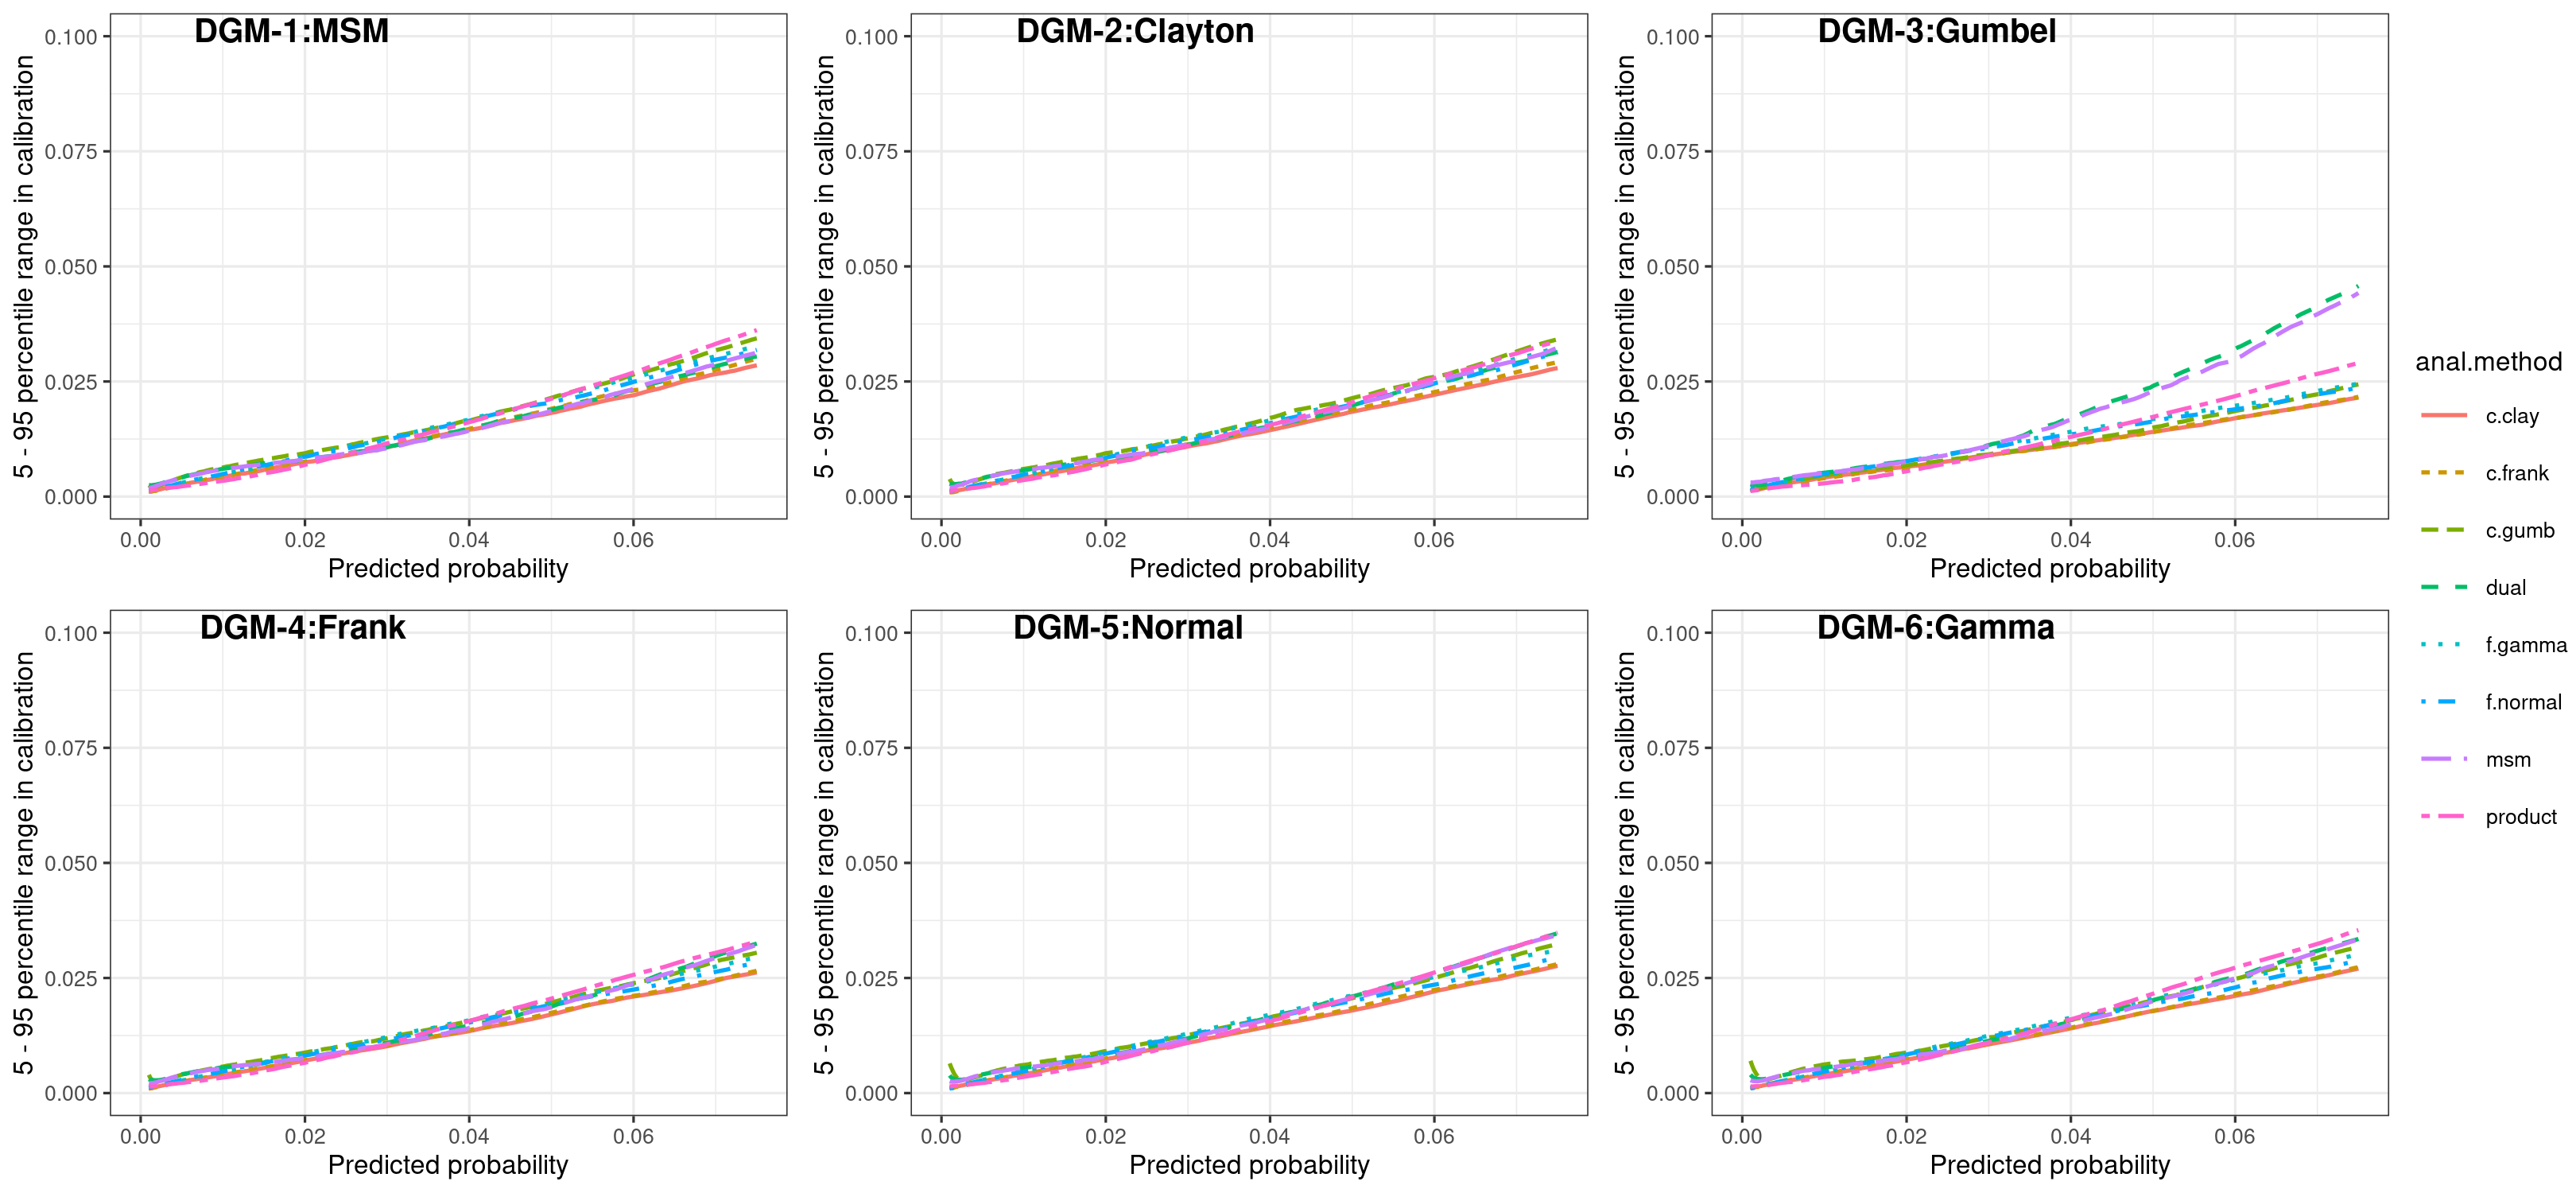 DGM-1:MSM
5 - 95 percentile range in calibration
0.100
0.075
0.050
0.025
0.000
0.00 0.02 0.04 0.06
Predicted probability
DGM-2:Clayton
5 - 95 percentile range in calibration
0.100
0.075
0.050
0.025
0.000
0.00 0.02 0.04 0.06
Predicted probability
DGM-3:Gumbel
5 - 95 percentile range in calibration
0.100
0.075
0.050
0.025
0.000
0.00 0.02 0.04 0.06
Predicted probability
DGM-4:Frank
5 - 95 percentile range in calibration
0.100
0.075
0.050
0.025
0.000
0.00 0.02 0.04 0.06
Predicted probability
DGM-5:Normal
5 - 95 percentile range in calibration
0.100
0.075
0.050
0.025
0.000
0.00 0.02 0.04 0.06
Predicted probability
DGM-6:Gamma
5 - 95 percentile range in calibration
0.100
0.075
0.050
0.025
0.000
0.00 0.02 0.04 0.06
Predicted probability
anal.method
c.clay
c.frank
c.gumb
dual
f.gamma
f.normal
msm
product